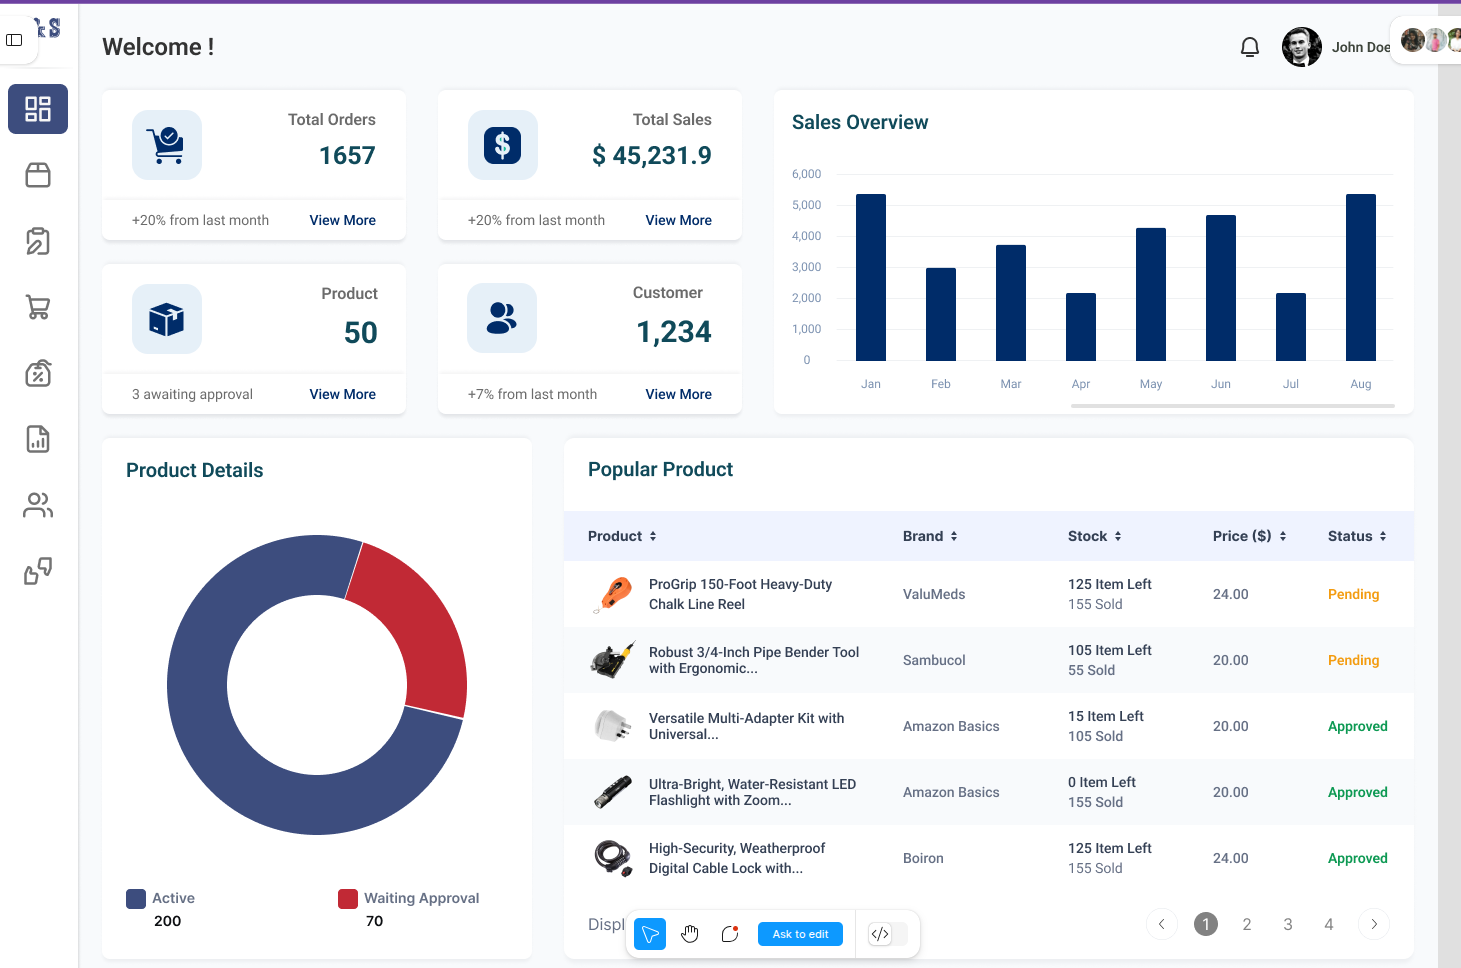 &S
Welcome !
John Doe
Total Orders
1657
+20% from last month
View More
Total Sales
$ 45,231.9
+20% from last month
View More
Product
50
3 awaiting approval
View More
Customer
1,234
+7% from last month
View More
Sales Overview
6,000
5,000
4,000
3,000
2,000
1,000
0
Jan Feb Mar Apr May Jun Jul Aug
Product Details
Active
200
Waiting Approval
70
Popular Product
Product Brand Stock Price ($) Status
ProGrip 150-Foot Heavy-Duty
Chalk Line Reel
ValuMeds
125 Item Left
155 Sold
24.00
Pending
Robust 3/4-Inch Pipe Bender Tool
with Ergonomic...
Sambucol
105 Item Left
55 Sold
20.00
Pending
Versatile Multi-Adapter Kit with
Universal...
Amazon Basics
15 Item Left
105 Sold
20.00
Approved
Ultra-Bright, Water-Resistant LED
Flashlight with Zoom...
Amazon Basics
0 Item Left
155 Sold
20.00
Approved
High-Security, Weatherproof
Digital Cable Lock with...
Boiron
125 Item Left
155 Sold
24.00
Approved
Ask to edit
1 2 3 4